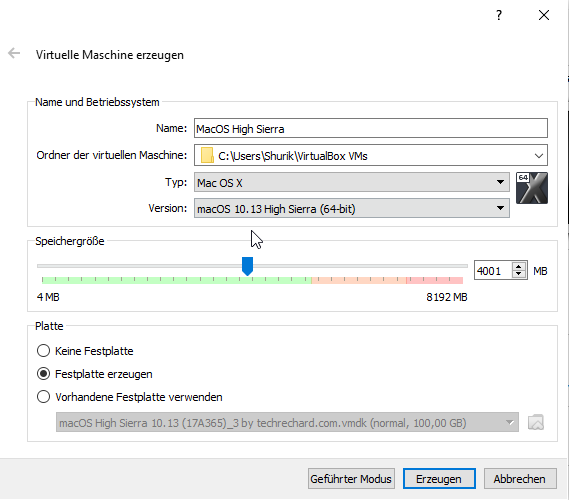 ?
Virtuelle Maschine erzeugen
Name und Betriebssystem
Name: MacOS High Sierra
Ordner der virtuellen Maschine: C:\Users\Shurik\VirtualBox VMs
Typ: Mac OS X
64
Version: macOS 10.13 High Sierra (64-bit)
Speichergröße
4001 MB
4 MB 8192 MB
Platte
Keine Festplatte
Festplatte erzeugen
Vorhandene Festplatte verwenden
macOS High Sierra 10.13 (17A365)_3 by techrechard.com.vmdk (normal, 100,00 GB)
Geführter Modus Erzeugen Abbrechen